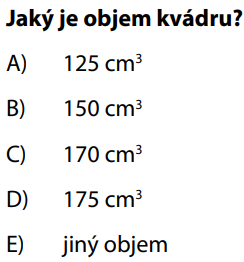 Jaký je objem kvádru?
A) 125 cm³
B) 150 cm³
C) 170 cm³
D) 175 cm³
E) jiný objem